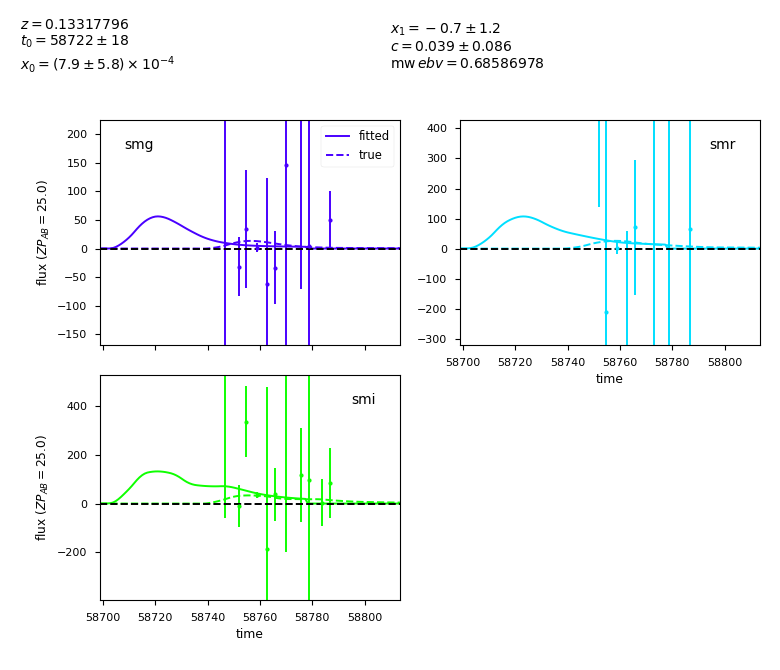 z = 0.13317796
t₀ = 58722 ± 18
x₀ = (7.9 ± 5.8) × 10⁻⁴
x₁ = −0.7 ± 1.2
c = 0.039 ± 0.086
mw ebv = 0.68586978
smg
fitted
true
200
150
100
50
0
−50
−100
−150
flux (ZP_AB = 25.0)
smr
400
300
200
100
0
−100
−200
−300
58700 58720 58740 58760 58780 58800
time
smi
400
200
0
−200
flux (ZP_AB = 25.0)
58700 58720 58740 58760 58780 58800
time